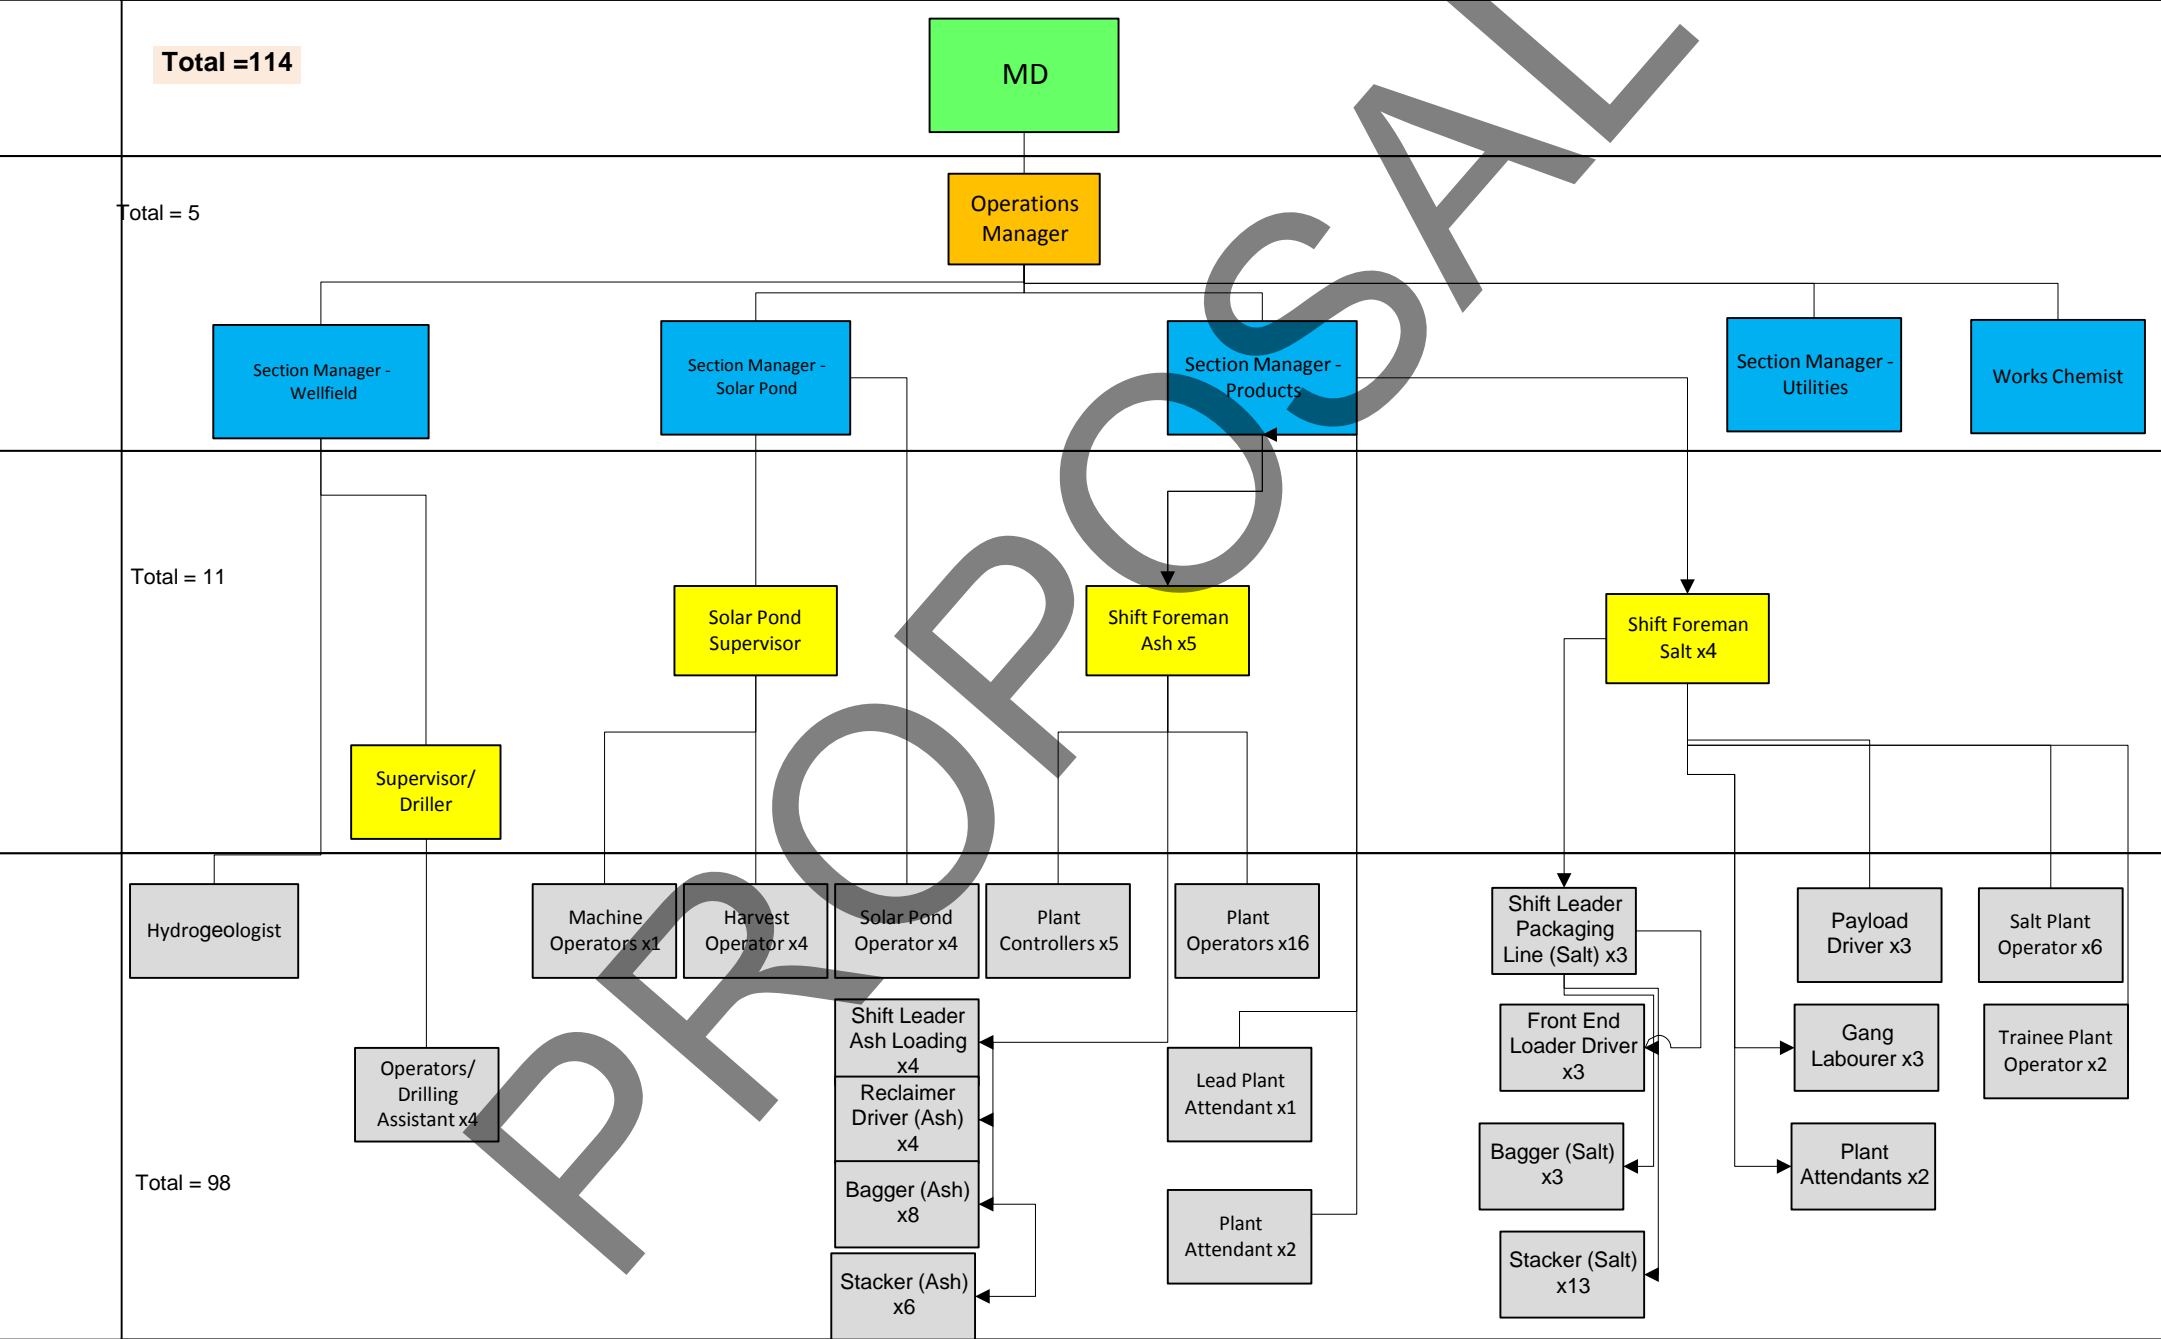 Total =114
MD
Total = 5
Operations
Manager
Section Manager -
Wellfield
Section Manager -
Solar Pond
Section Manager -
Products
Section Manager -
Utilities
Works Chemist
Total = 11
Solar Pond
Supervisor
Shift Foreman
Ash x5
Shift Foreman
Salt x4
Supervisor/
Driller
Hydrogeologist
Machine
Operators x1
Harvest
Operator x4
Solar Pond
Operator x4
Plant
Controllers x5
Plant
Operators x16
Shift Leader
Packaging
Line (Salt) x3
Payload
Driver x3
Salt Plant
Operator x6
Operators/
Drilling
Assistant x4
Shift Leader
Ash Loading
x4
Reclaimer
Driver (Ash)
x4
Bagger (Ash)
x8
Stacker (Ash)
x6
Lead Plant
Attendant x1
Plant
Attendant x2
Front End
Loader Driver
x3
Bagger (Salt)
x3
Stacker (Salt)
x13
Gang
Labourer x3
Plant
Attendants x2
Trainee Plant
Operator x2
Total = 98
PROPOSAL